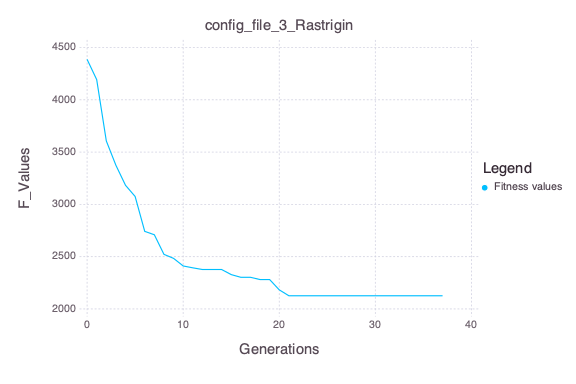 config_file_3_Rastrigin
F_Values
4500
4000
3500
3000
2500
2000
0
10
20
30
40
Generations
Legend
Fitness values